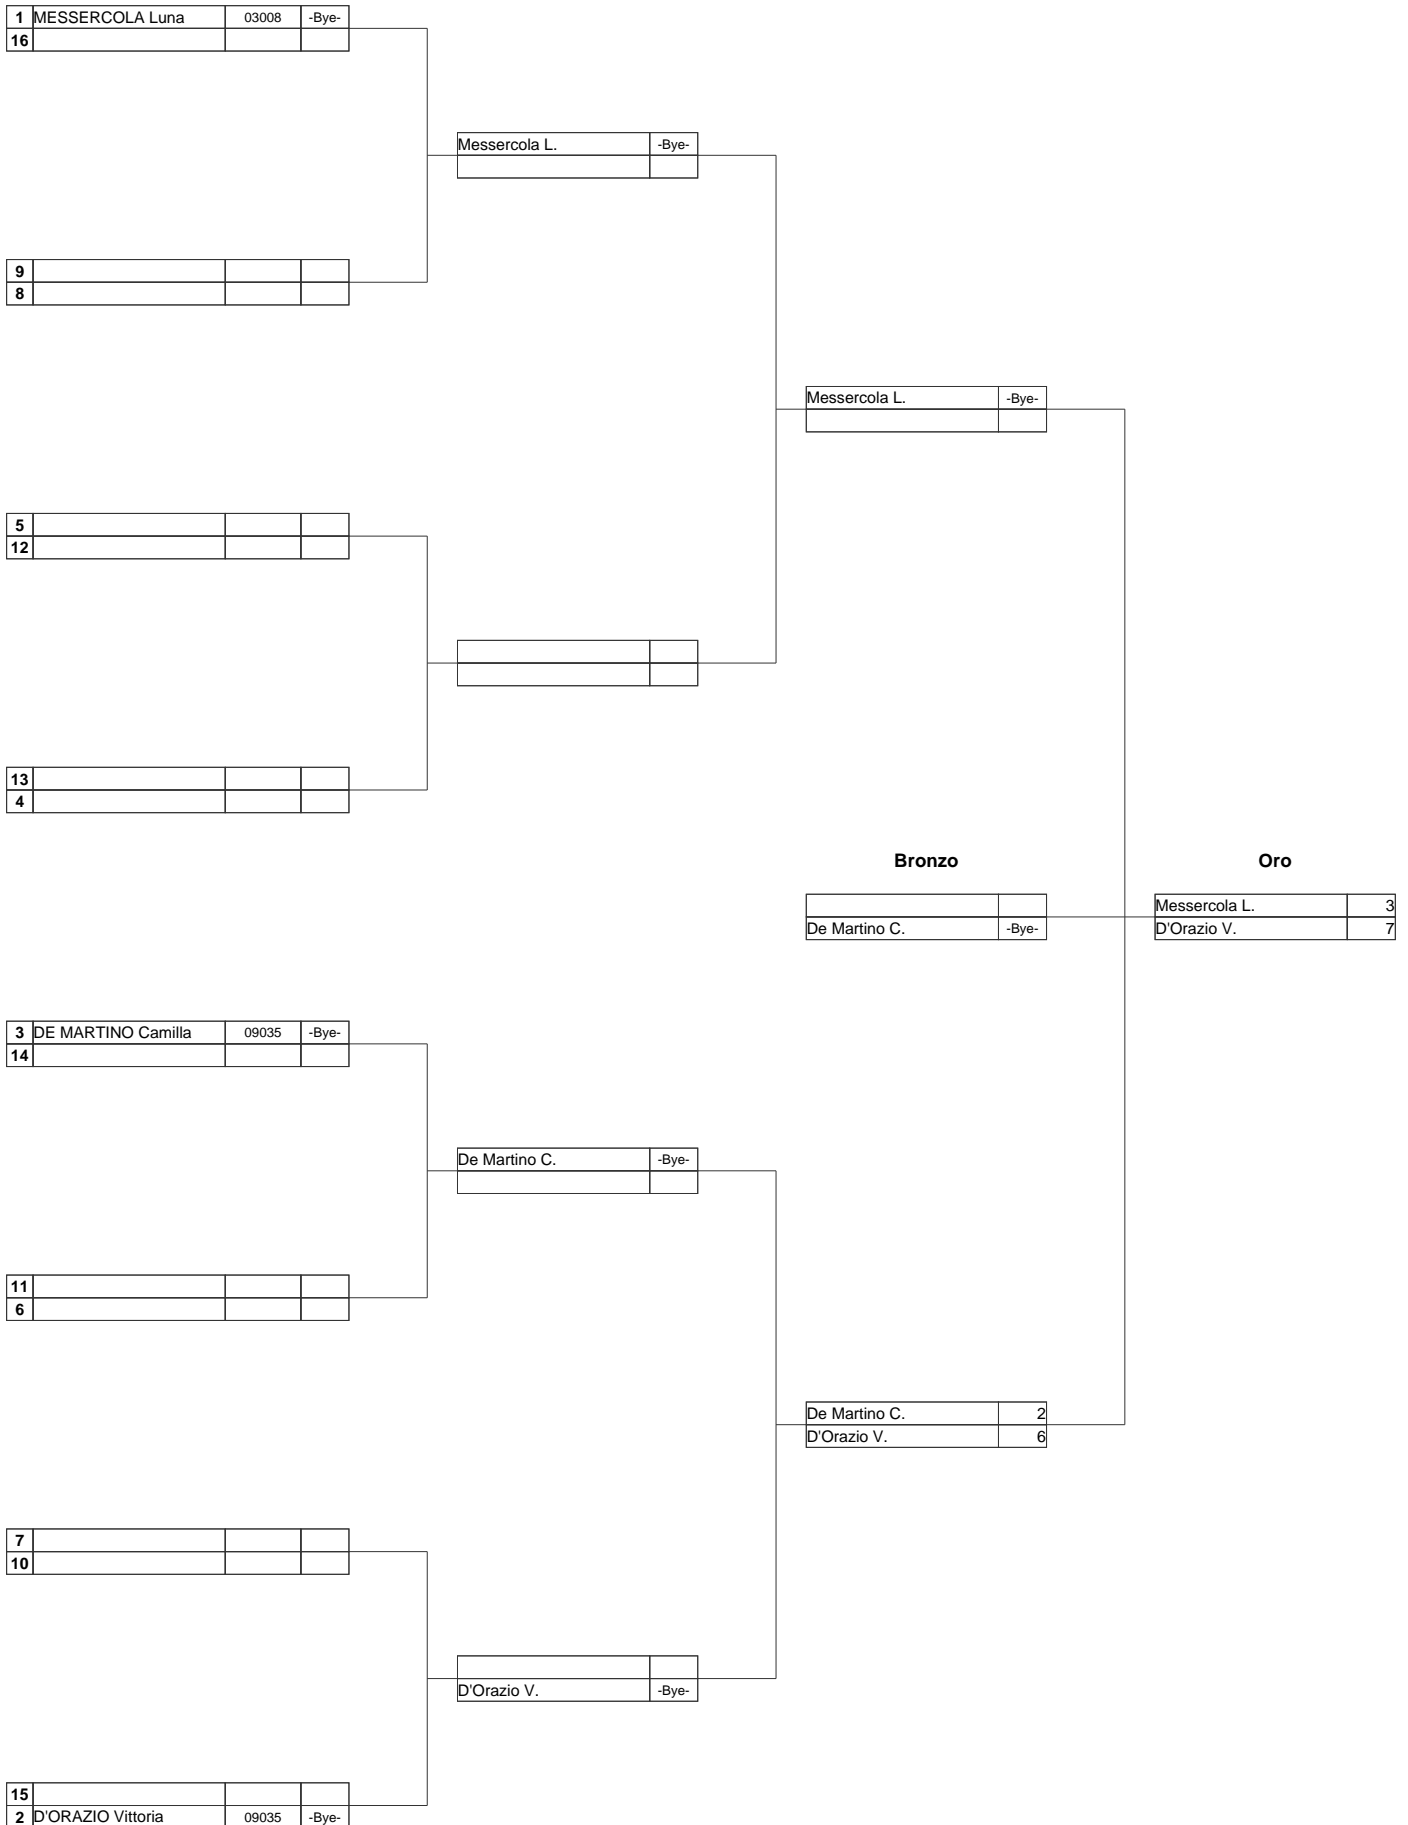 1 MESSERCOLA Luna 03008 -Bye-
16
Messercola L. -Bye-
9
8
Messercola L. -Bye-
5
12
13
4
Bronzo Oro
Messercola L. 3
De Martino C. -Bye- D'Orazio V. 7
3 DE MARTINO Camilla 09035 -Bye-
14
De Martino C. -Bye-
11
6
De Martino C. 2
D'Orazio V. 6
7
10
D'Orazio V. -Bye-
15
2 D'ORAZIO Vittoria 09035 -Bye-